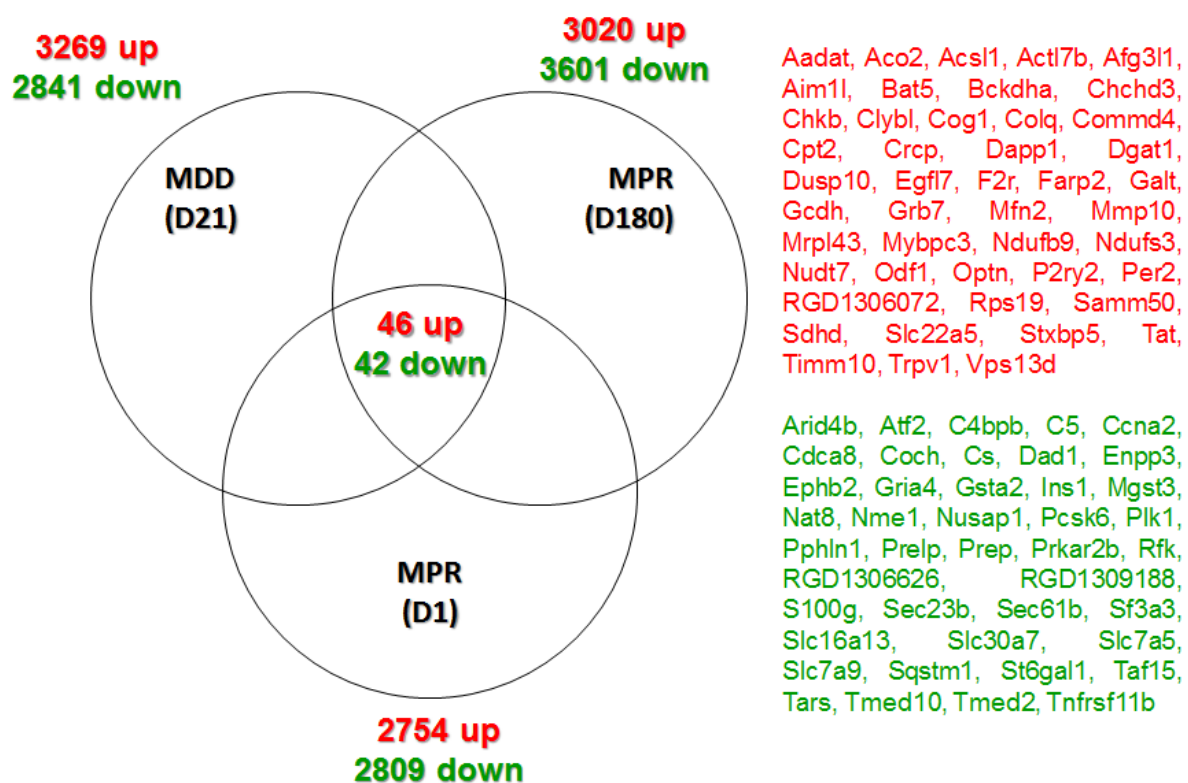 3269 up
2841 down
3020 up
3601 down
MDD
(D21)
MPR
(D180)
46 up
42 down
MPR
(D1)
2754 up
2809 down
Aadat, Aco2, Acsl1, Actl7b, Afg3l1,
Aim1l, Bat5, Bckdha, Chchd3,
Chkb, Clybl, Cog1, Colq, Commd4,
Cpt2, Crcp, Dapp1, Dgat1,
Dusp10, Egfl7, F2r, Farp2, Galt,
Gcdh, Grb7, Mfn2, Mmp10,
Mrpl43, Mybpc3, Ndufb9, Ndufs3,
Nudt7, Odf1, Optn, P2ry2, Per2,
RGD1306072, Rps19, Samm50,
Sdhd, Slc22a5, Stxbp5, Tat,
Timm10, Trpv1, Vps13d
Arid4b, Atf2, C4bpb, C5, Ccna2,
Cdca8, Coch, Cs, Dad1, Enpp3,
Ephb2, Gria4, Gsta2, Ins1, Mgst3,
Nat8, Nme1, Nusap1, Pcsk6, Plk1,
Pphln1, Prelp, Prep, Prkar2b, Rfk,
RGD1306626, RGD1309188,
S100g, Sec23b, Sec61b, Sf3a3,
Slc16a13, Slc30a7, Slc7a5,
Slc7a9, Sqstm1, St6gal1, Taf15,
Tars, Tmed10, Tmed2, Tnfrsf11b